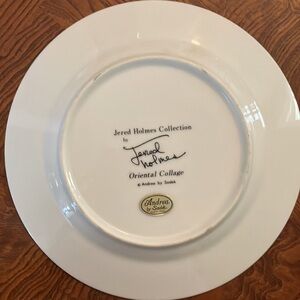 Jered Holmes Collection
by
Jered
Holmes
Oriental Collage
© Andrea by Sadek
Andrea
by Sadek